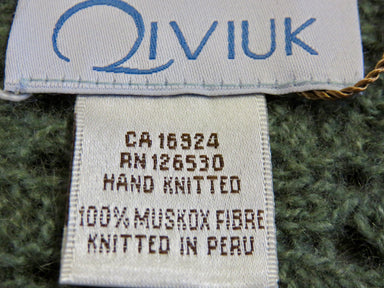 QIVIUK
CA 16924
RN 126530
HAND KNITTED
100% MUSKOX FIBRE
KNITTED IN PERU